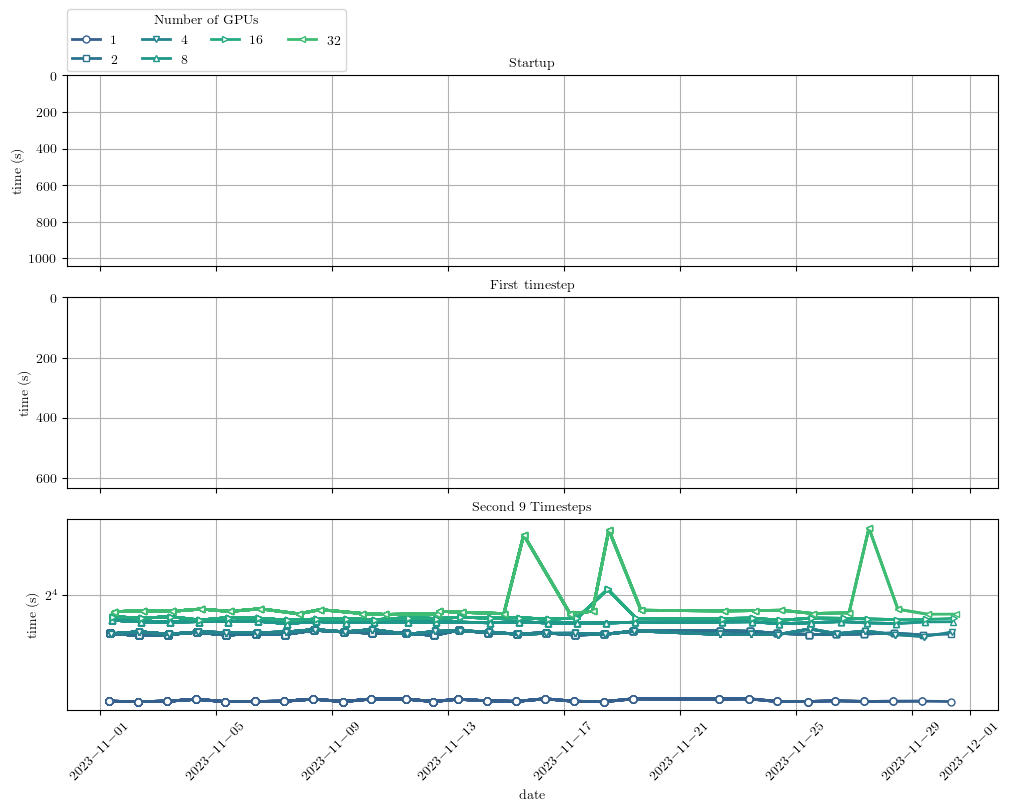 Number of GPUs
1 4 16 32
2 8
Startup
0
200
400
600
800
1000
time (s)
First timestep
0
200
400
600
time (s)
Second 9 Timesteps
2^4
time (s)
2023−11−01 2023−11−05 2023−11−09 2023−11−13 2023−11−17 2023−11−21 2023−11−25 2023−11−29 2023−12−01
date